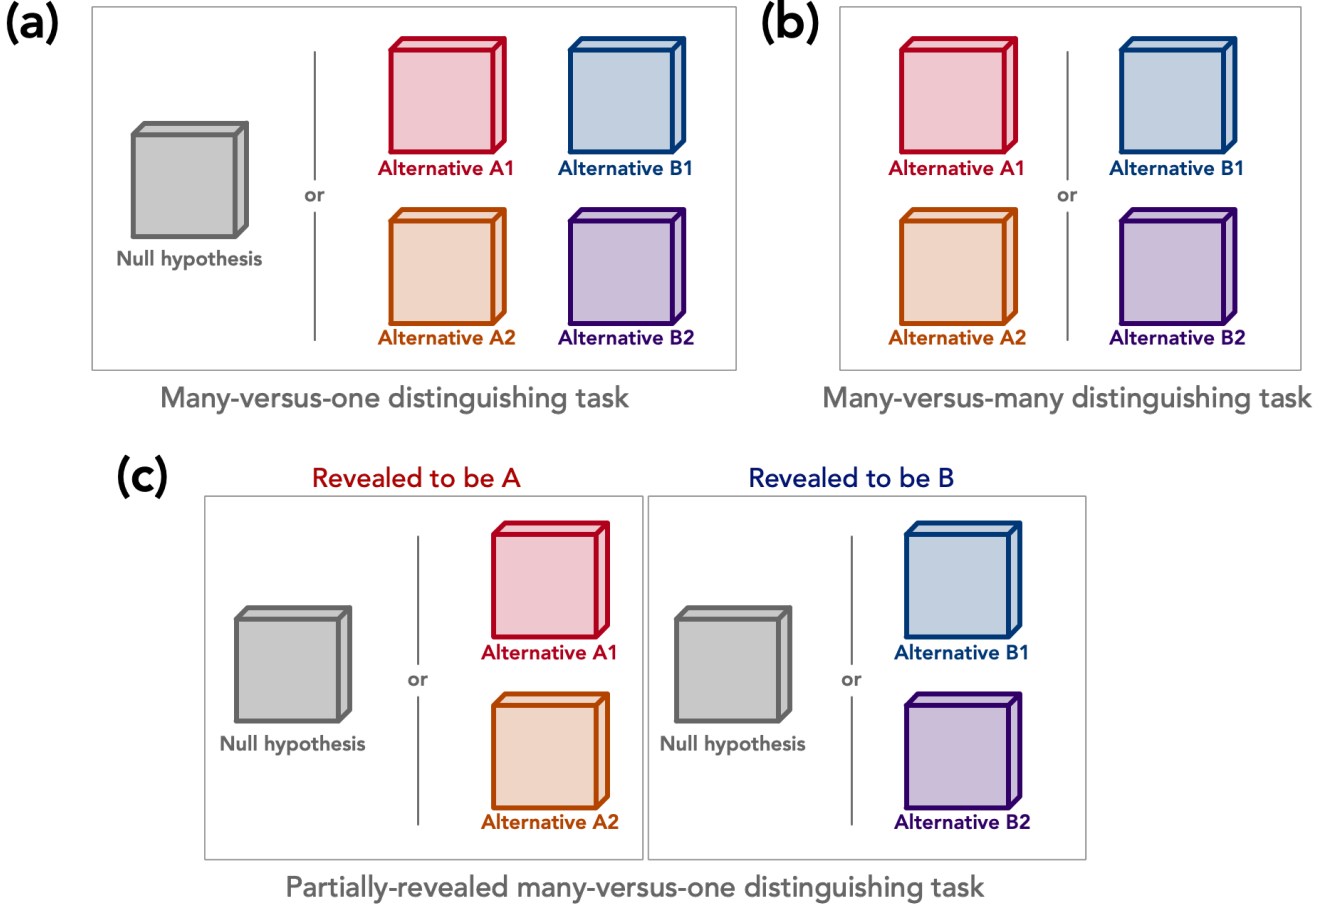 (a)
Null hypothesis
or
Alternative A1
Alternative B1
Alternative A2
Alternative B2
Many-versus-one distinguishing task
(b)
Alternative A1
Alternative A2
or
Alternative B1
Alternative B2
Many-versus-many distinguishing task
(c)
Revealed to be A
Null hypothesis
or
Alternative A1
Alternative A2
Revealed to be B
Null hypothesis
or
Alternative B1
Alternative B2
Partially-revealed many-versus-one distinguishing task